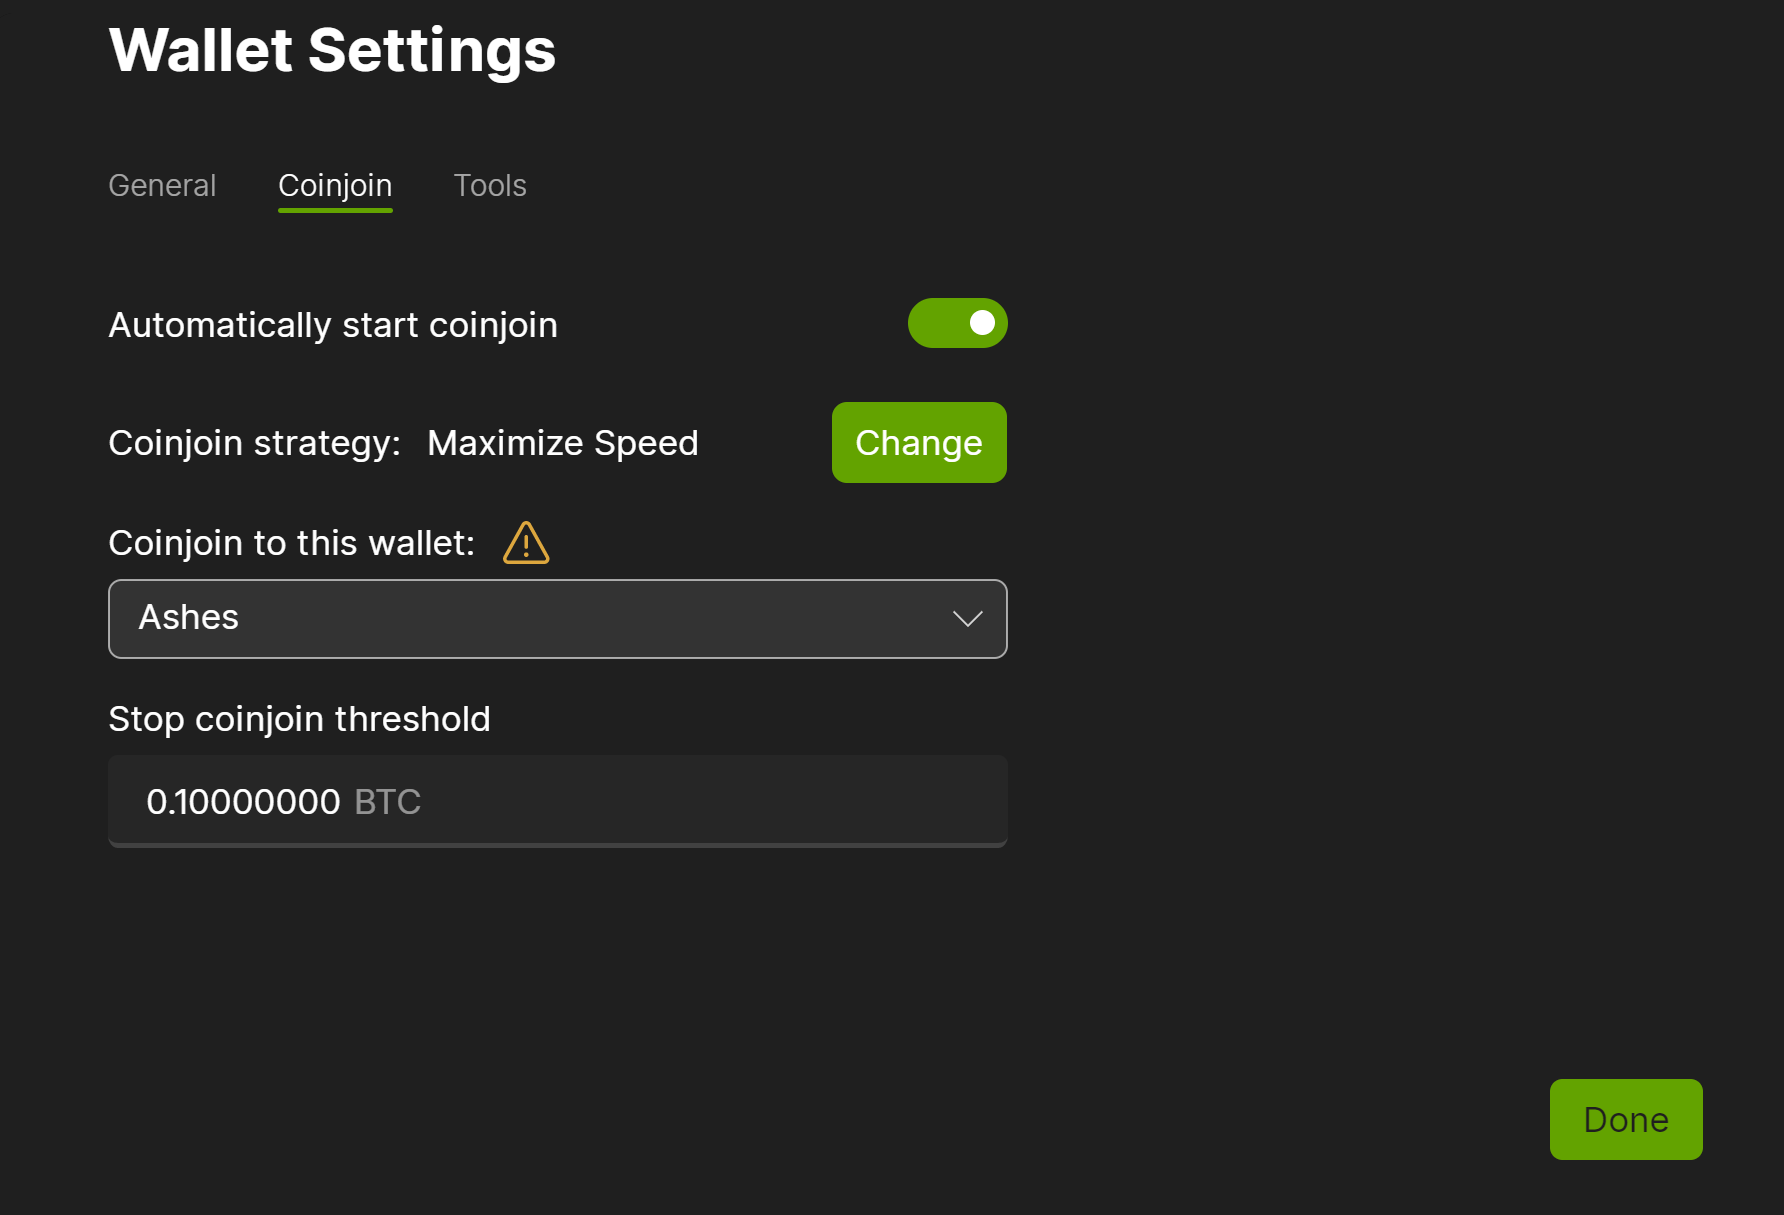 Wallet Settings
General Coinjoin Tools
Automatically start coinjoin
Coinjoin strategy: Maximize Speed Change
Coinjoin to this wallet:
Ashes
Stop coinjoin threshold
0.10000000 BTC
Done